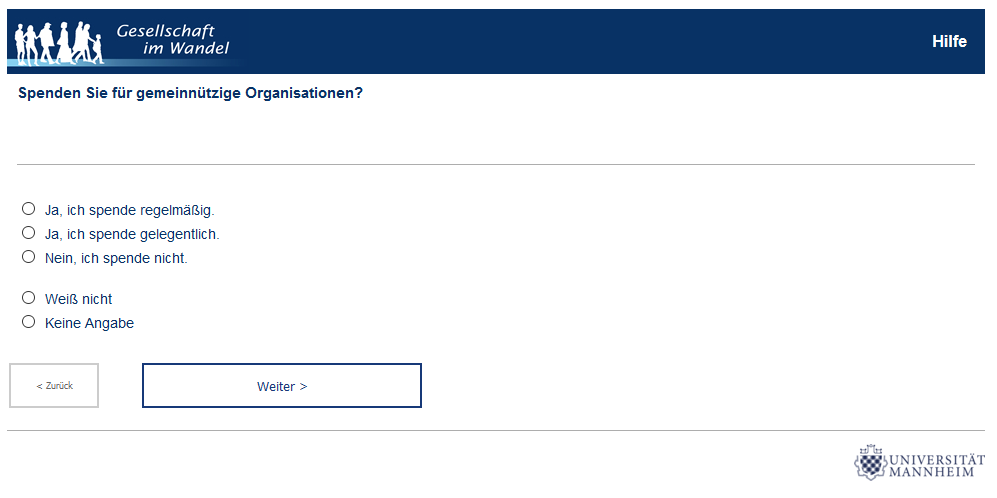 Gesellschaft
im Wandel
Hilfe
Spenden Sie für gemeinnützige Organisationen?
Ja, ich spende regelmäßig.
Ja, ich spende gelegentlich.
Nein, ich spende nicht.
Weiß nicht
Keine Angabe
< Zurück
Weiter >
UNIVERSITÄT
MANNHEIM